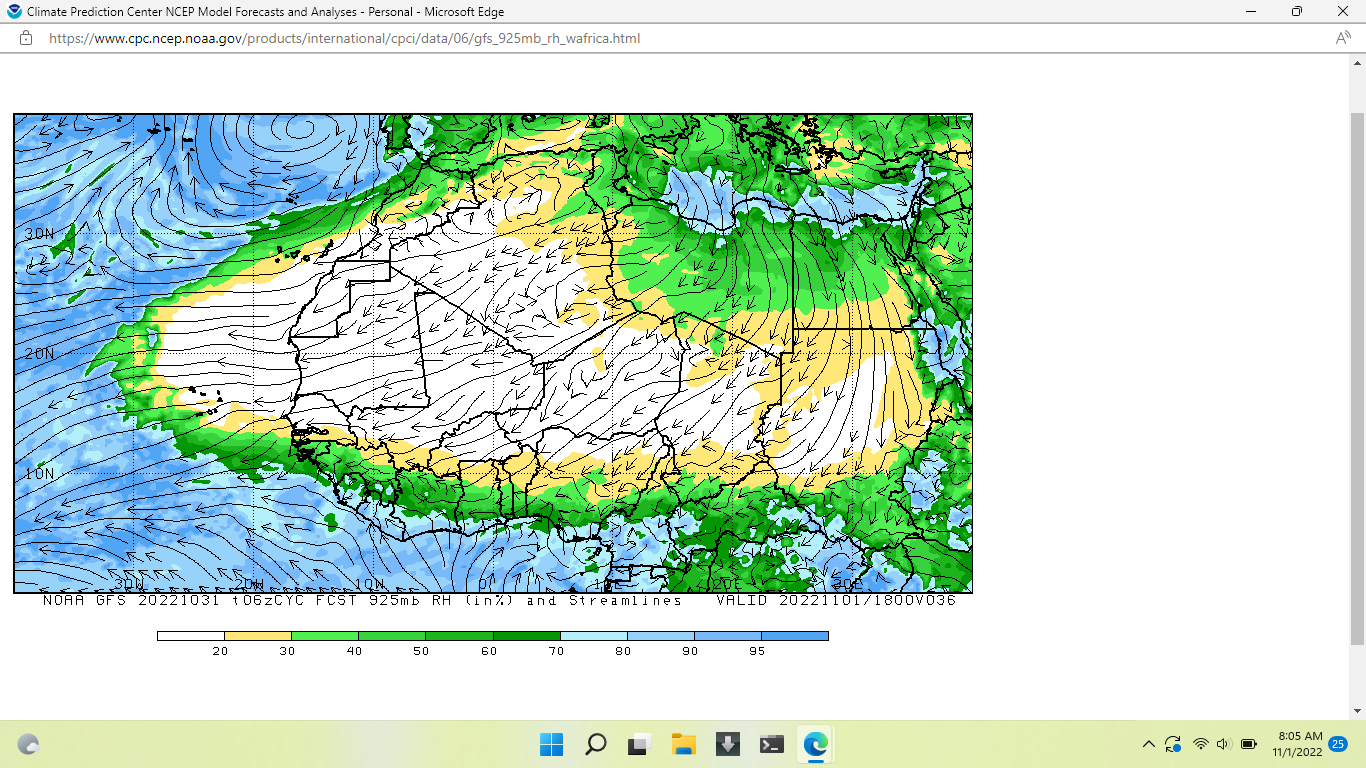 Climate Prediction Center NCEP Model Forecasts and Analyses - Personal - Microsoft Edge
https://www.cpc.ncep.noaa.gov/products/international/cpci/data/06/gfs_925mb_rh_wafrica.html
30N
20N
10N
30W 20W 10W 0 10E 20E 30E
NOAA GFS 20221031 t06zCYC FCST 925mb RH (in%) and Streamlines VALID 20221101/1800V036
20 30 40 50 60 70 80 90 95
8:05 AM
11/1/2022
25